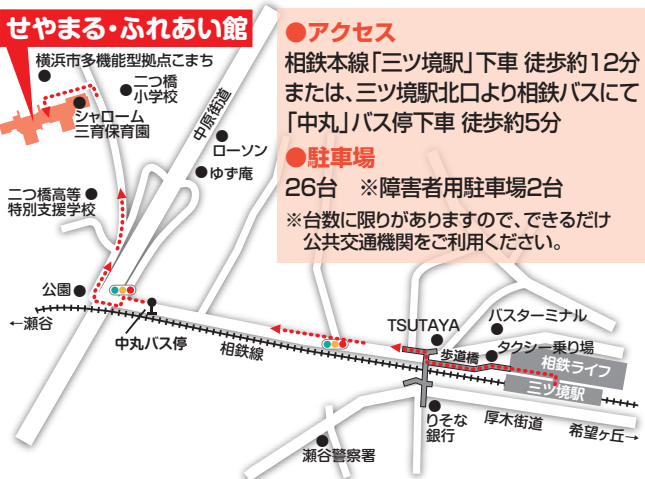 せやまる・ふれあい館
横浜市多機能型拠点こまち
二つ橋
小学校
シャローム
三育保育園
中原街道
ローソン
ゆず庵
二つ橋高等
特別支援学校
●アクセス
相鉄本線「三ツ境駅」下車 徒歩約12分
または、三ツ境駅北口より相鉄バスにて
「中丸」バス停下車 徒歩約5分
●駐車場
26台　※障害者用駐車場2台
※台数に限りがありますので、できるだけ
公共交通機関をご利用ください。
公園
←瀬谷
中丸バス停
相鉄線
TSUTAYA
バスターミナル
歩道橋
タクシー乗り場
相鉄ライフ
三ツ境駅
りそな
銀行
厚木街道
希望ヶ丘→
瀬谷警察署